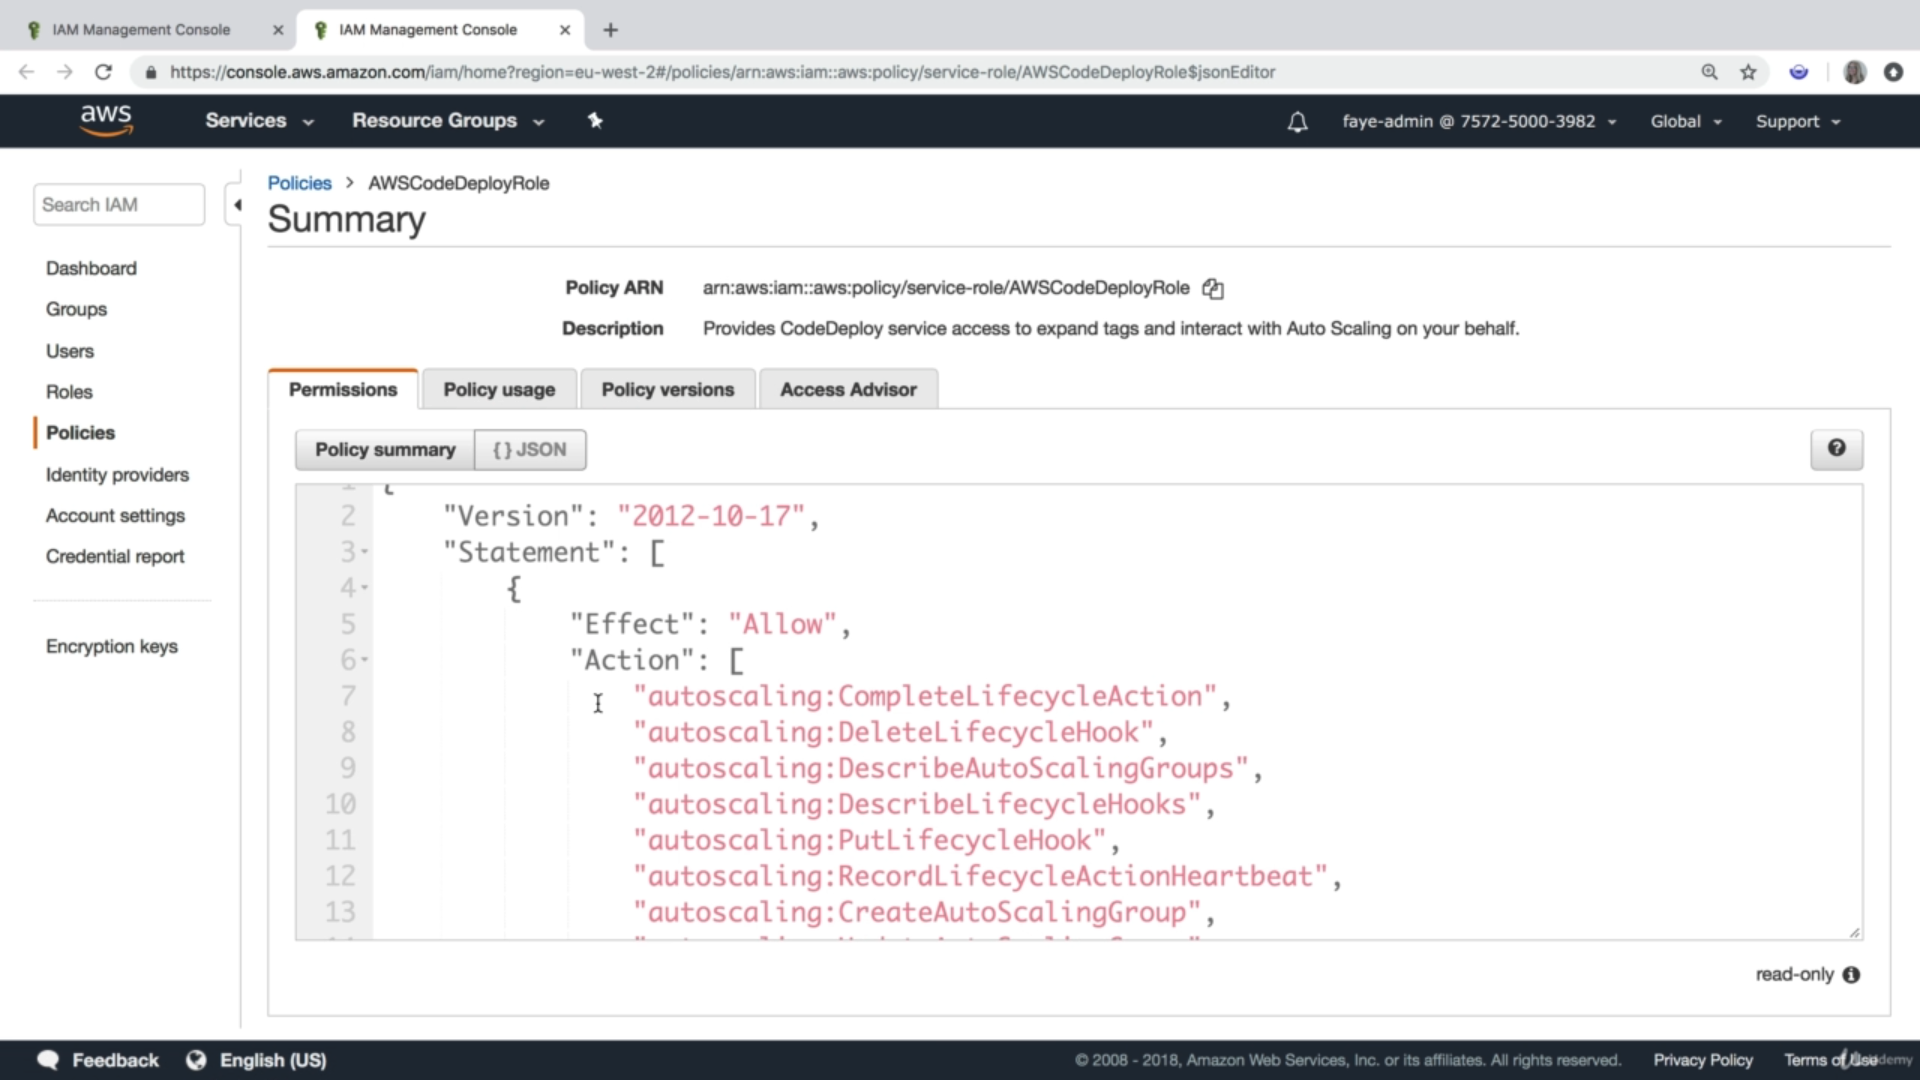 IAM Management Console
IAM Management Console
https://console.aws.amazon.com/iam/home?region=eu-west-2#/policies/arn:aws:iam::aws:policy/service-role/AWSCodeDeployRole$jsonEditor
aws
Services
Resource Groups
faye-admin @ 7572-5000-3982
Global
Support
Search IAM
Dashboard
Groups
Users
Roles
Policies
Identity providers
Account settings
Credential report
Encryption keys
Policies > AWSCodeDeployRole
Summary
Policy ARN arn:aws:iam::aws:policy/service-role/AWSCodeDeployRole
Description Provides CodeDeploy service access to expand tags and interact with Auto Scaling on your behalf.
Permissions
Policy usage
Policy versions
Access Advisor
Policy summary
{} JSON
2 "Version": "2012-10-17",
3 "Statement": [
4 {
5 "Effect": "Allow",
6 "Action": [
7 "autoscaling:CompleteLifecycleAction",
8 "autoscaling:DeleteLifecycleHook",
9 "autoscaling:DescribeAutoScalingGroups",
10 "autoscaling:DescribeLifecycleHooks",
11 "autoscaling:PutLifecycleHook",
12 "autoscaling:RecordLifecycleActionHeartbeat",
13 "autoscaling:CreateAutoScalingGroup",
read-only
Feedback
English (US)
© 2008 - 2018, Amazon Web Services, Inc. or its affiliates. All rights reserved.
Privacy Policy
Terms of Use